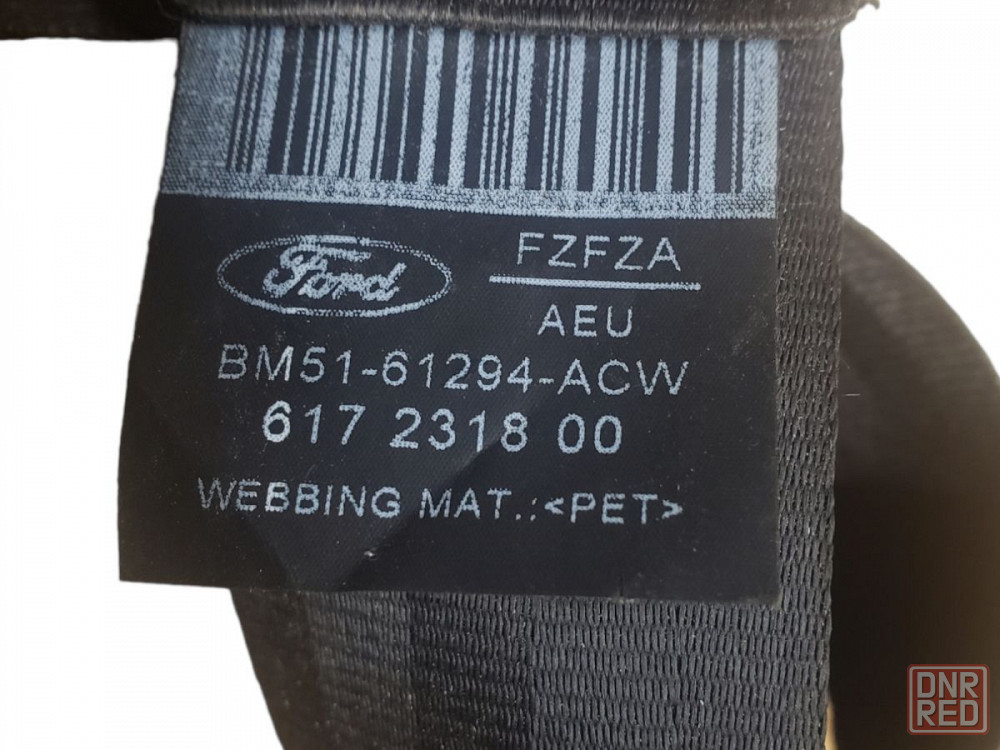 Ford
FZFZA
AEU
BM51-61294-ACW
617 2318 00
WEBBING MAT.:<PET>
DNR
RED